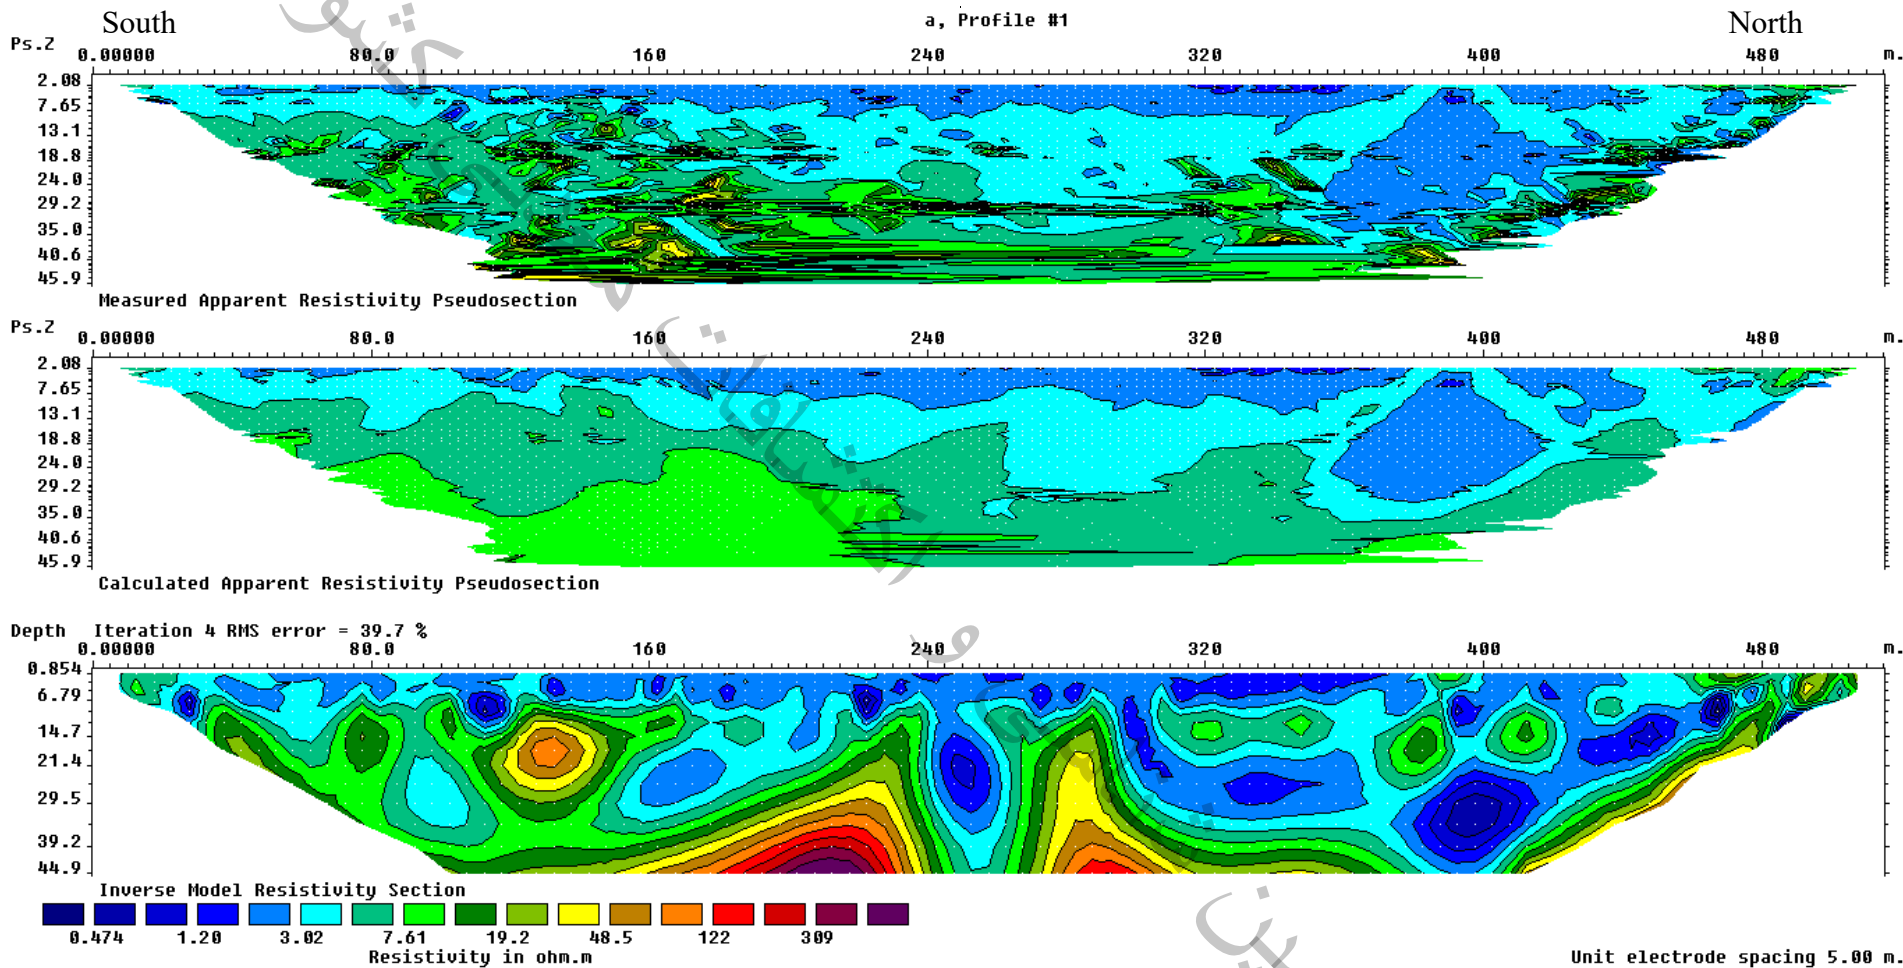 South a, Profile #1 North
Ps.Z 0.00000 80.0 160 240 320 400 480 m.
2.08
7.65
13.1
18.8
24.0
29.2
35.0
40.6
45.9
Measured Apparent Resistivity Pseudosection
Ps.Z 0.00000 80.0 160 240 320 400 480 m.
2.08
7.65
13.1
18.8
24.0
29.2
35.0
40.6
45.9
Calculated Apparent Resistivity Pseudosection
Depth Iteration 4 RMS error = 39.7 %
0.00000 80.0 160 240 320 400 480 m.
0.854
6.79
14.7
21.4
29.5
39.2
44.9
Inverse Model Resistivity Section
0.474 1.20 3.02 7.61 19.2 48.5 122 309
Resistivity in ohm.m
Unit electrode spacing 5.00 m.